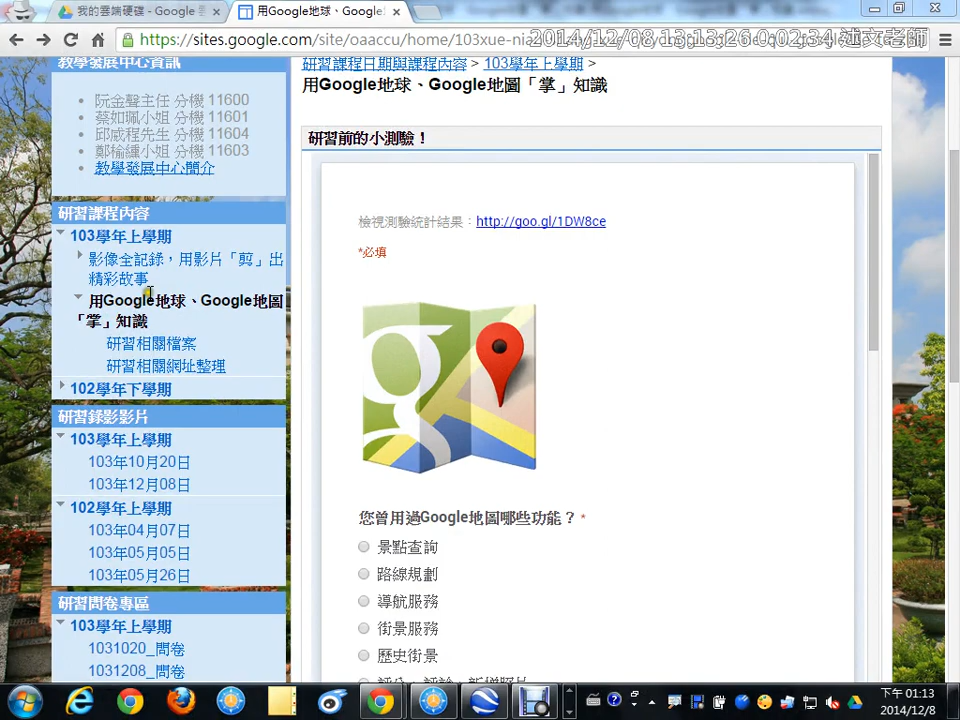 我的雲端硬碟 - Google 雲
用Google地球、Google地
https://sites.google.com/site/oaaccu/home/103xue-nia
2014/12/08 13:13:26 0:02:34 述文老師
教學發展中心資訊
阮金聲主任 分機 11600
蔡如珮小姐 分機 11601
邱威程先生 分機 11604
鄭榆纁小姐 分機 11603
教學發展中心簡介
研習課程內容
103學年上學期
影像全記錄，用影片「剪」出
精彩故事
用Google地球、Google地圖
「掌」知識
研習相關檔案
研習相關網址整理
102學年下學期
研習錄影影片
103學年上學期
103年10月20日
103年12月08日
102學年下學期
103年04月07日
103年05月05日
103年05月26日
研習問卷專區
103學年上學期
1031020_問卷
1031208_問卷
研習課程日期與課程內容 > 103學年上學期 >
用Google地球、Google地圖「掌」知識
研習前的小測驗！
檢視測驗統計結果：http://goo.gl/1DW8ce
*必填
您曾用過Google地圖哪些功能？ *
景點查詢
路線規劃
導航服務
街景服務
歷史街景
下午 01:13
2014/12/8